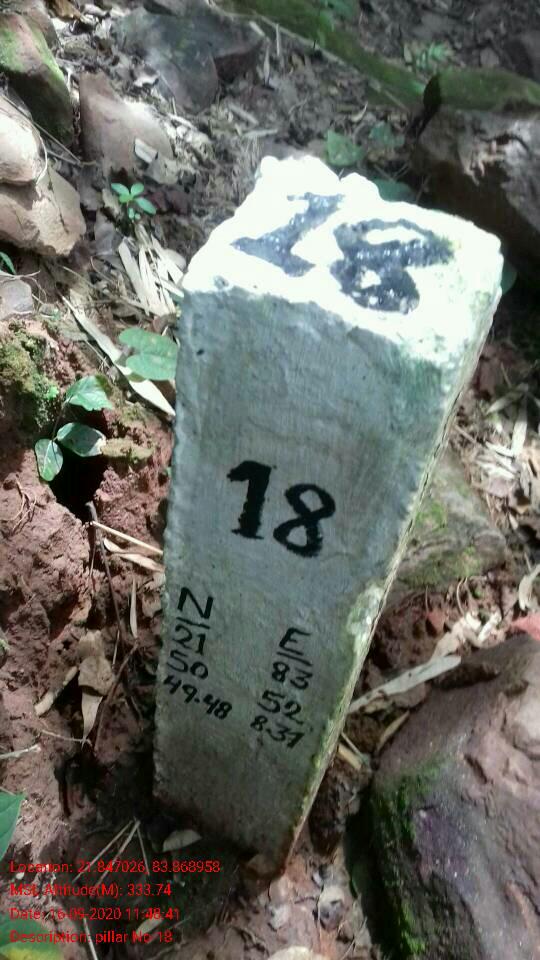 18
18
N E
21 83
50 52
49.48 8.31
Location: 21.847026, 83.868958
MSL Altitude(M): 333.74
Date: 16-09-2020 11:48:41
Description: pillar No 18